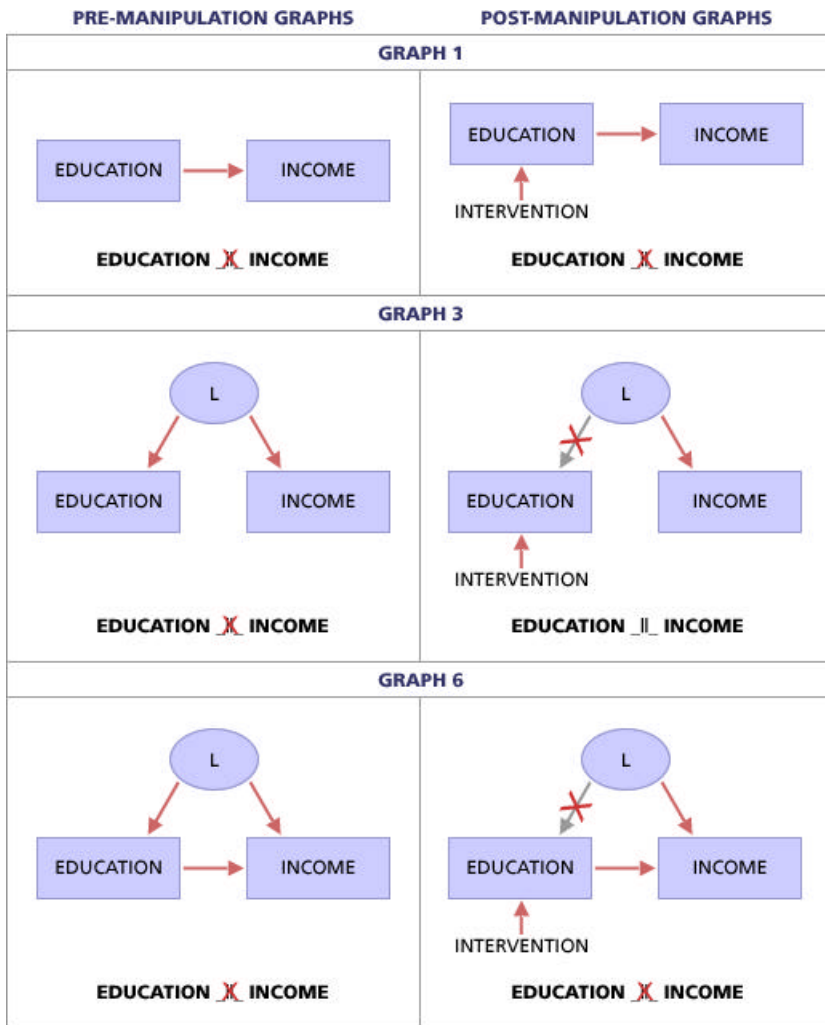 PRE-MANIPULATION GRAPHS POST-MANIPULATION GRAPHS
GRAPH 1
EDUCATION INCOME
EDUCATION INCOME
INTERVENTION
EDUCATION _||_ INCOME
EDUCATION _||_ INCOME
GRAPH 3
L
EDUCATION INCOME
EDUCATION _||_ INCOME
L
EDUCATION INCOME
INTERVENTION
EDUCATION _||_ INCOME
GRAPH 6
L
EDUCATION INCOME
EDUCATION _||_ INCOME
L
EDUCATION INCOME
INTERVENTION
EDUCATION _||_ INCOME